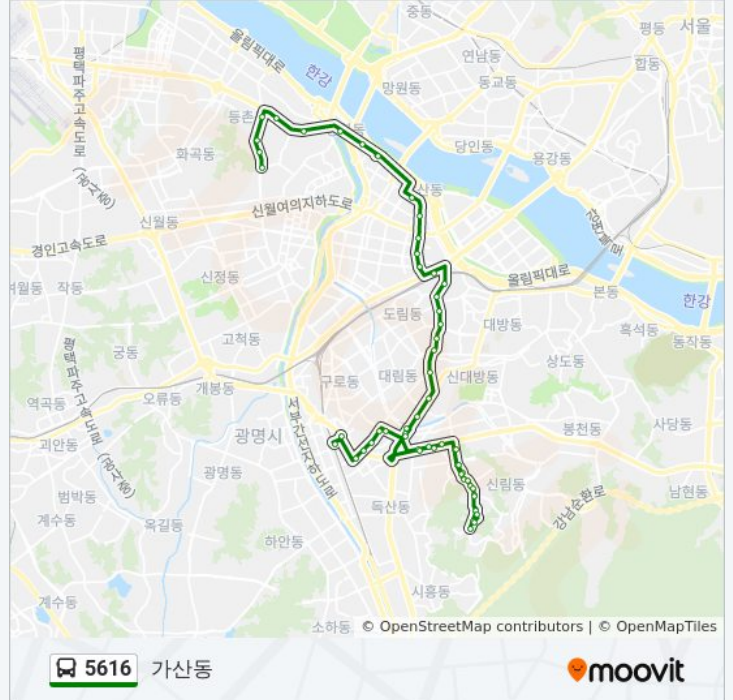 중동
평동
서울
올림픽대로
연남동
합동
한강
망원동
동교동
평택파주고속도로
등촌
동
화곡동
당인동
용강동
(공사중)
산동
신월여의지하도로
신월동
강변북로
경인고속도로
신정동
올림픽대로
월동
작동
본동
한강
도림동
대방동
흑석동
고척동
동작동
궁동
상도동
평택파주고속도로
구로동
대림동
신대방동
개봉동
역곡동
오류동
서부간선지하도로
사당동
봉천동
괴안동
광명시
(공사중)
광명동
신림동
남현동
범박동
독산동
강남순환로
계수동
옥길동
하안동
시흥동
계수동
소하동
© OpenStreetMap contributors | © OpenMapTiles
5616 가산동
moovit